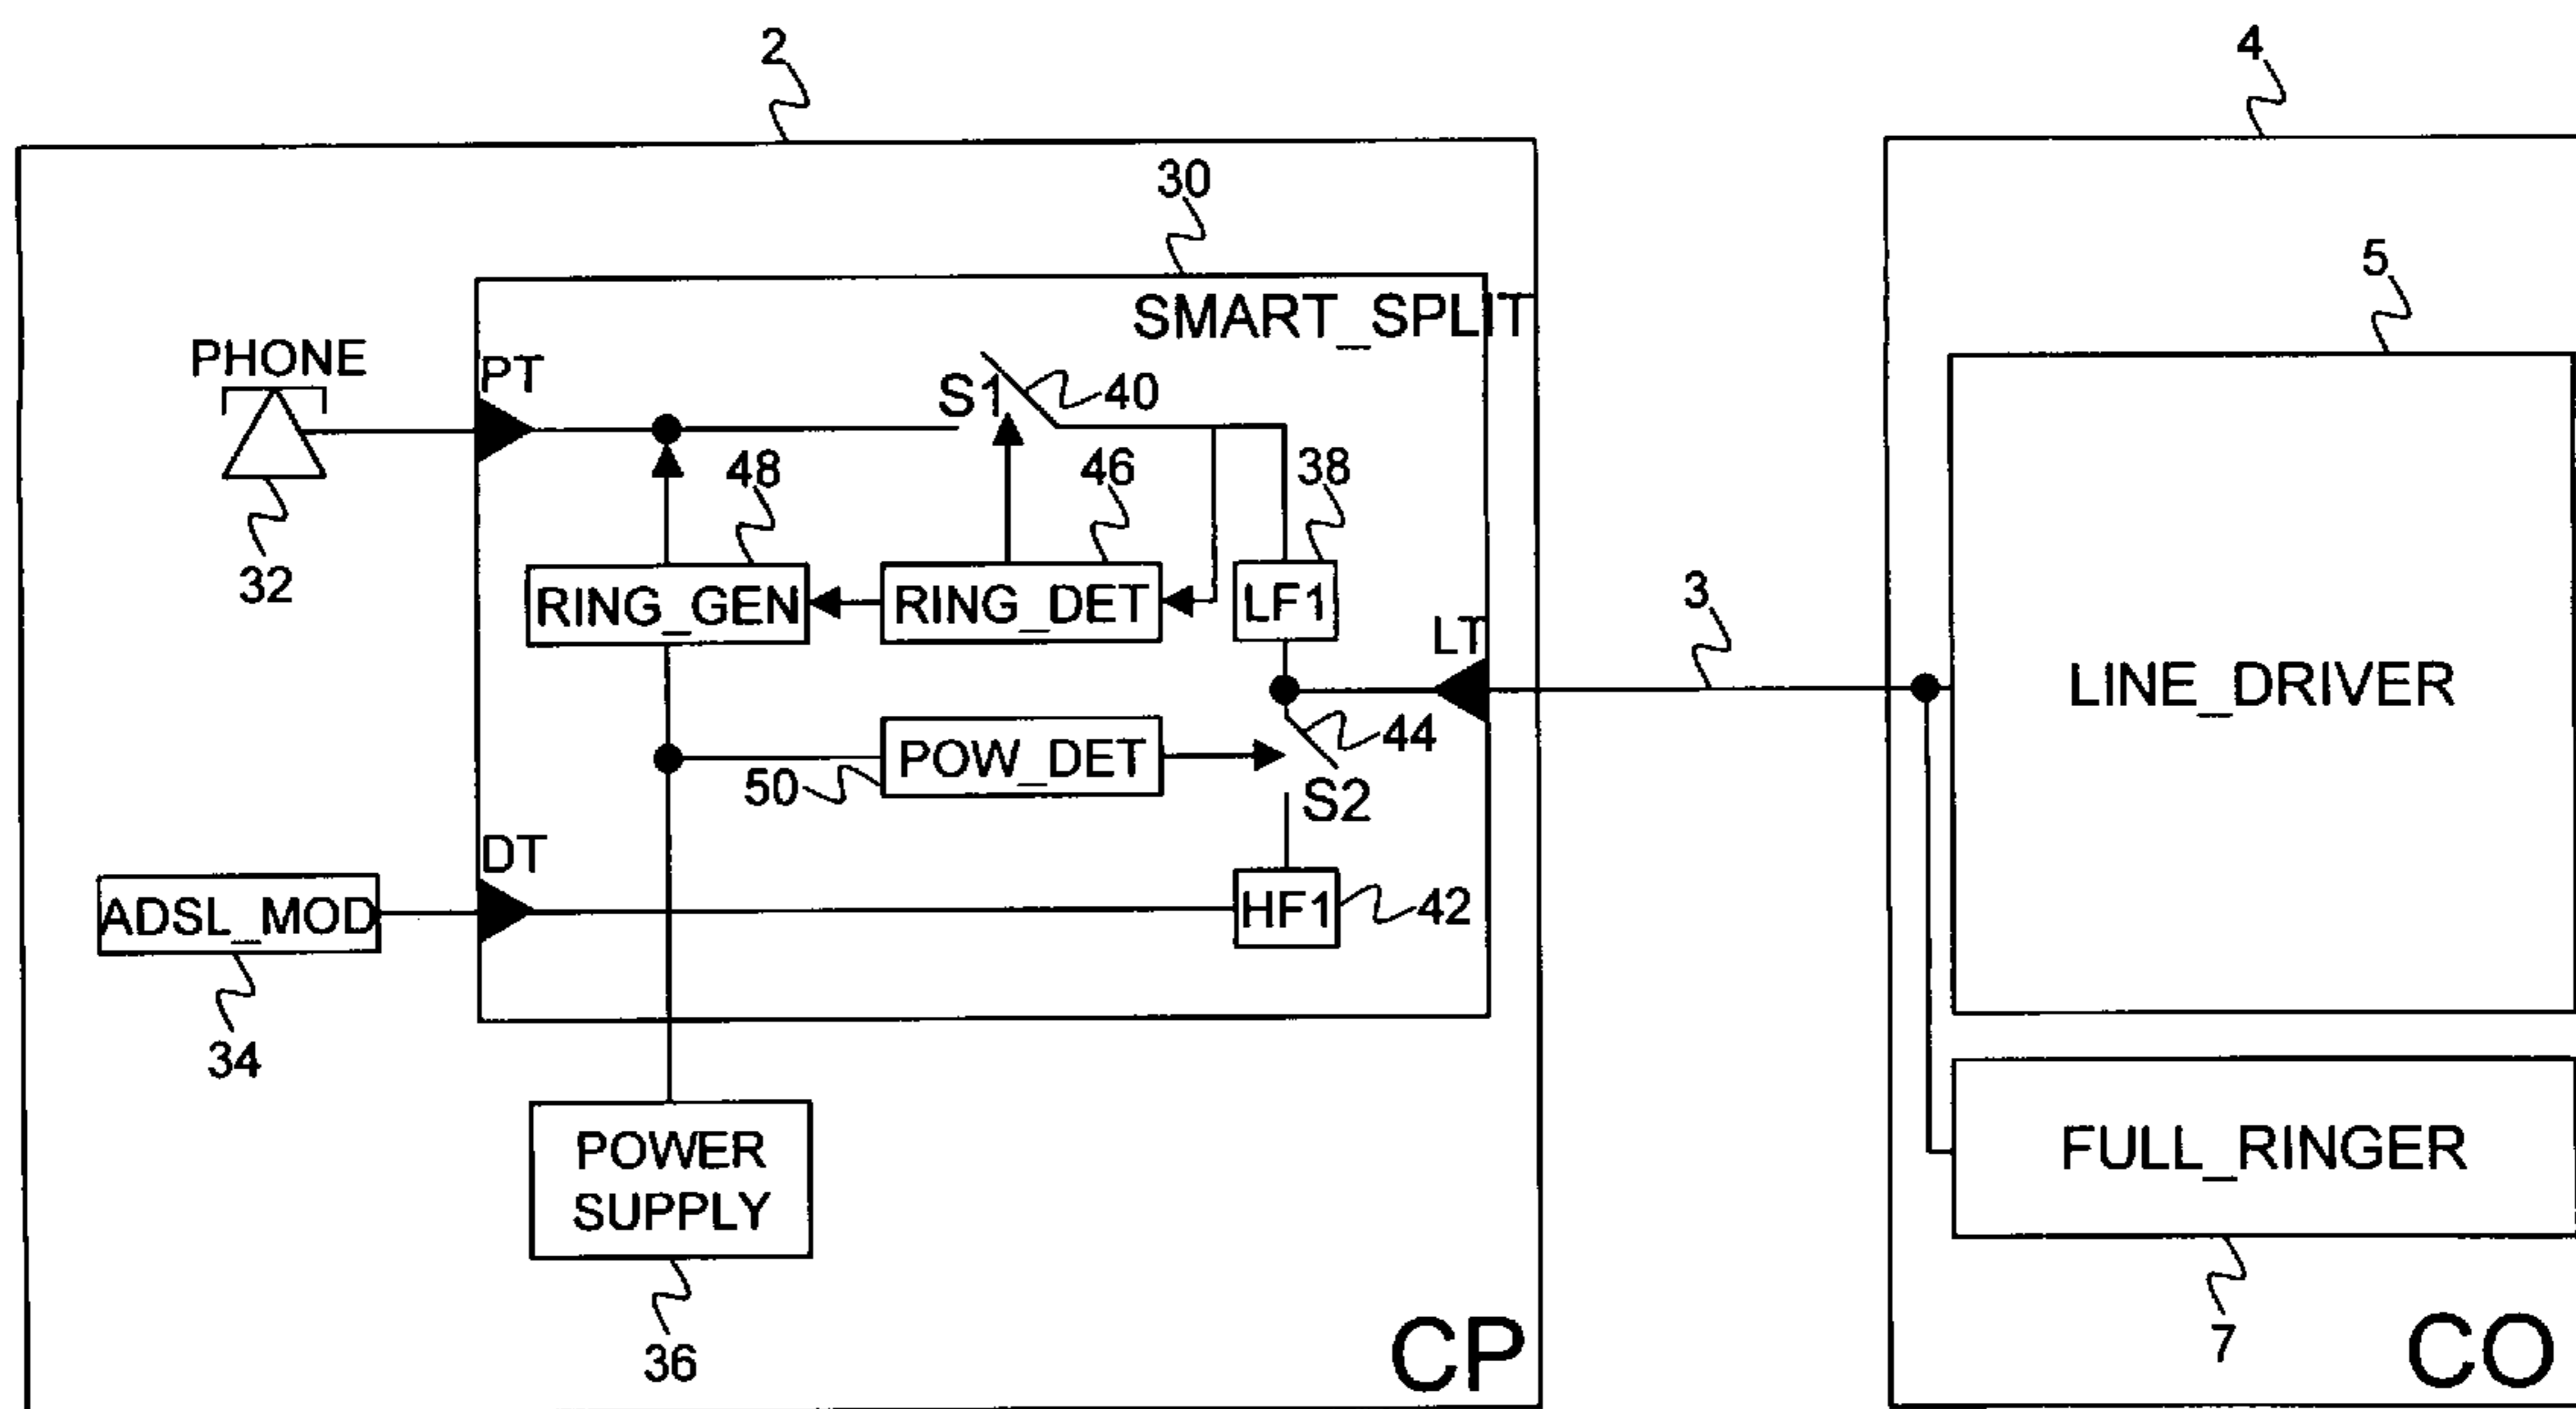 2
4
30
5
SMART_SPLIT
PHONE
PT
S1
40
48
46
38
32
RING_GEN
RING_DET
LF1
3
LT
LINE_DRIVER
50
POW_DET
44
S2
DT
ADSL_MOD
HF1
42
34
POWER
SUPPLY
FULL_RINGER
36
CP
7
CO